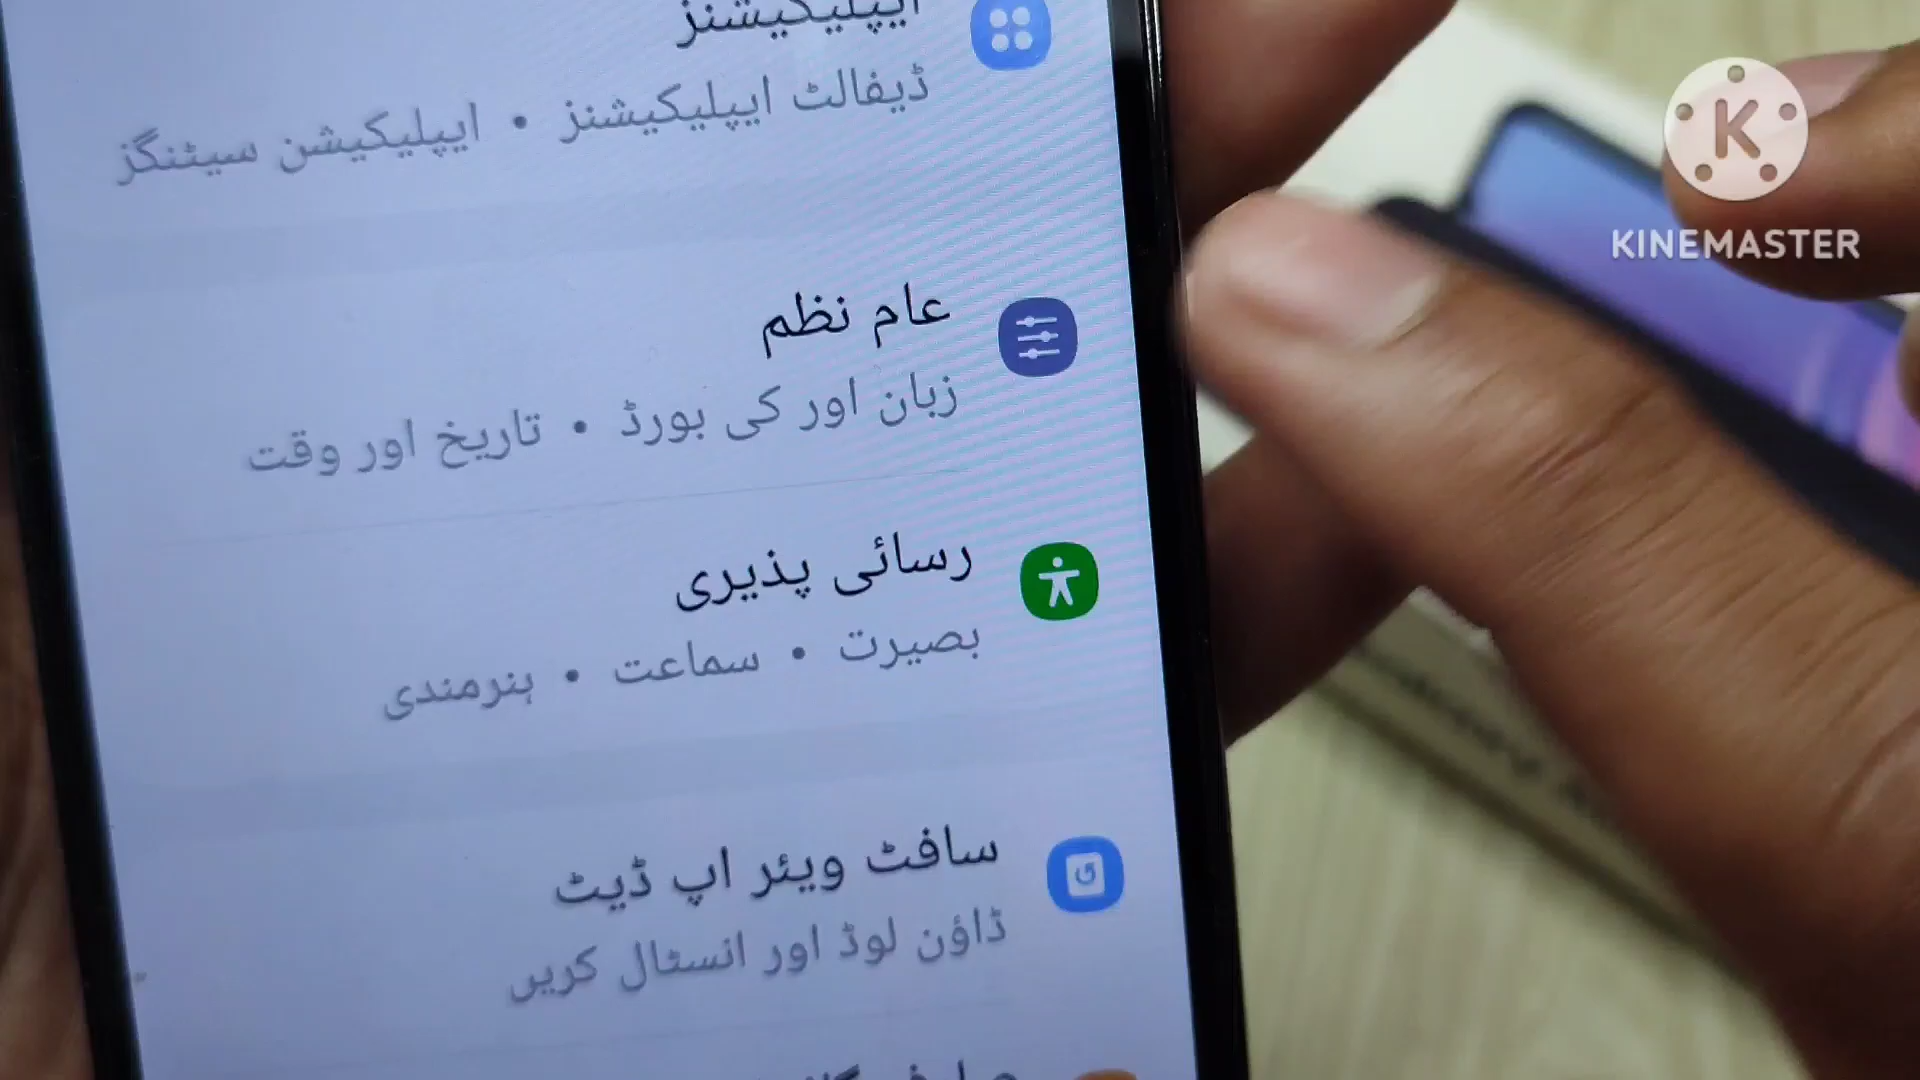 ایپلیکیشنز
ڈیفالٹ ایپلیکیشنز • ایپلیکیشن سیٹنگز
عام نظم
زبان اور کی بورڈ • تاریخ اور وقت
رسائی پذیری
بصیرت • سماعت • ہنرمندی
سافٹ ویئر اپ ڈیٹ
ڈاؤن لوڈ اور انسٹال کریں
K
KINEMASTER